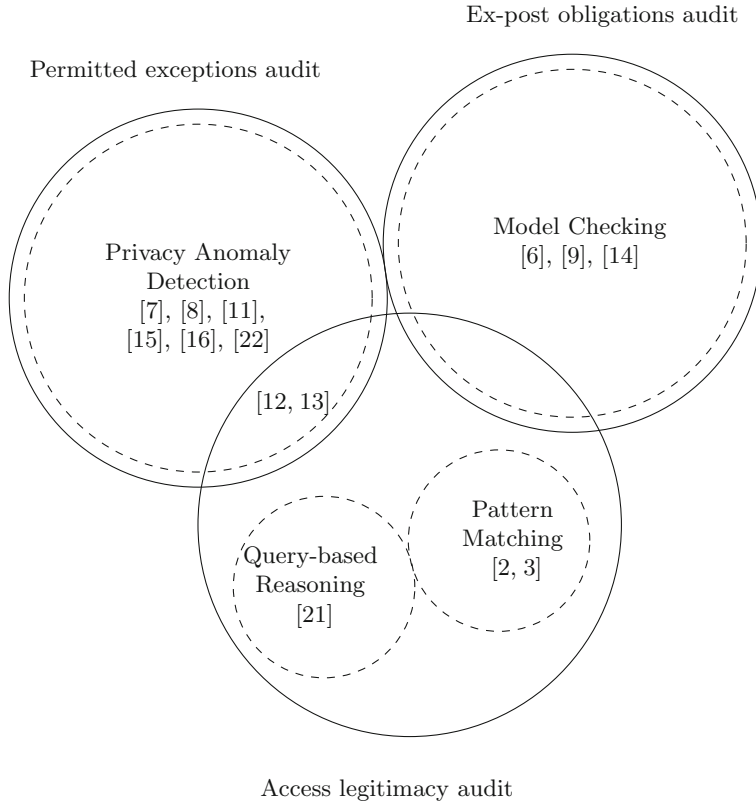 Ex-post obligations audit
Permitted exceptions audit
Model Checking
[6], [9], [14]
Privacy Anomaly
Detection
[7], [8], [11],
[15], [16], [22]
[12, 13]
Pattern
Matching
[2, 3]
Query-based
Reasoning
[21]
Access legitimacy audit